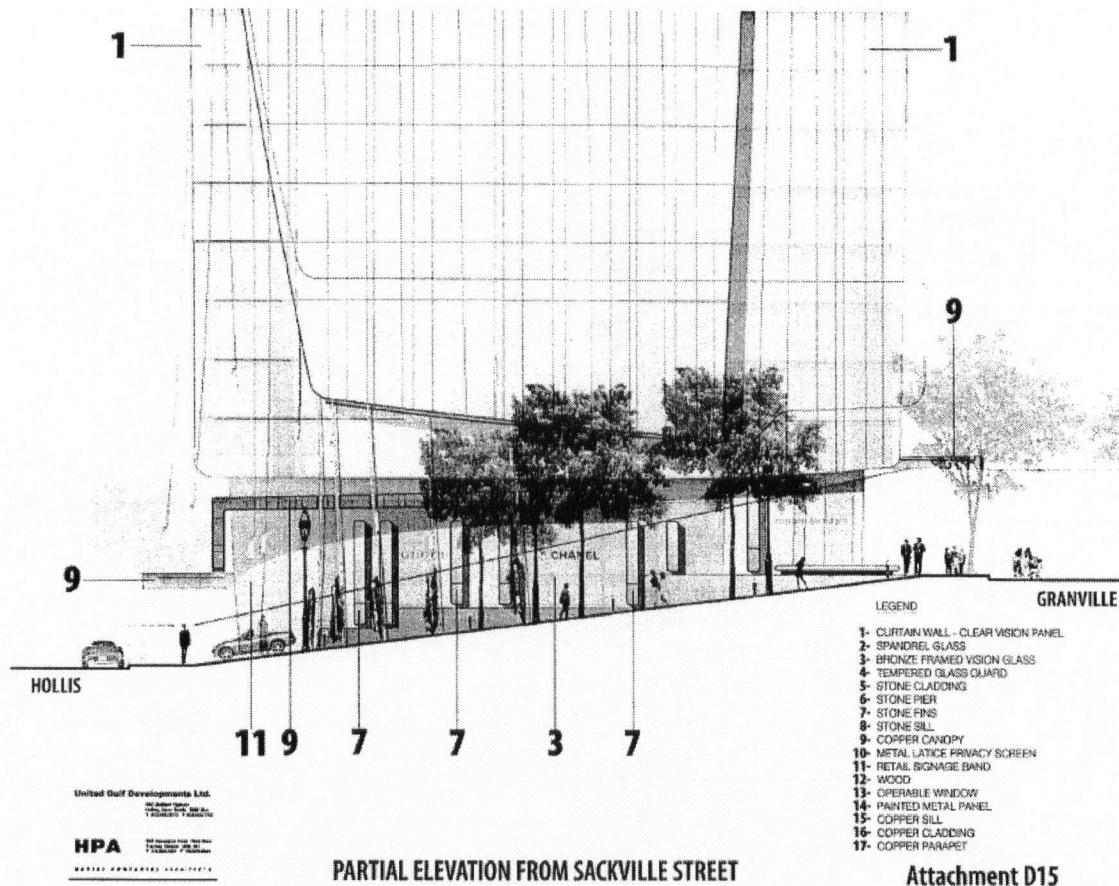 1
1
9
CHANEL
9
GRANVILLE
HOLLIS
11 9 7 7 3 7
LEGEND
1- CURTAIN WALL - CLEAR VISION PANEL
2- SPANDREL GLASS
3- BRONZE FRAMED VISION GLASS
4- TEMPERED GLASS GUARD
5- STONE CLADDING
6- STONE PIER
7- STONE FINS
8- STONE SILL
9- COPPER CANOPY
10- METAL LATICE PRIVACY SCREEN
11- RETAIL SIGNAGE BAND
12- WOOD
13- OPERABLE WINDOW
14- PAINTED METAL PANEL
15- COPPER SILL
16- COPPER CLADDING
17- COPPER PARAPET
United Gulf Developments Ltd.
HPA
PARTIAL ELEVATION FROM SACKVILLE STREET
Attachment D15